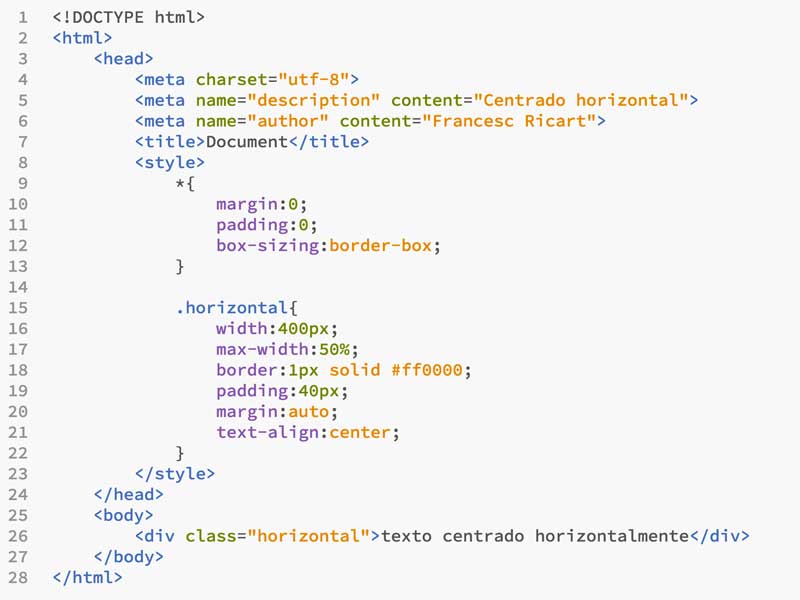 1 <!DOCTYPE html>
2 <html>
3     <head>
4         <meta charset="utf-8">
5         <meta name="description" content="Centrado horizontal">
6         <meta name="author" content="Francesc Ricart">
7         <title>Document</title>
8         <style>
9             *{
10                 margin:0;
11                 padding:0;
12                 box-sizing:border-box;
13             }
14
15             .horizontal{
16                 width:400px;
17                 max-width:50%;
18                 border:1px solid #ff0000;
19                 padding:40px;
20                 margin:auto;
21                 text-align:center;
22             }
23         </style>
24     </head>
25     <body>
26         <div class="horizontal">texto centrado horizontalmente</div>
27     </body>
28 </html>